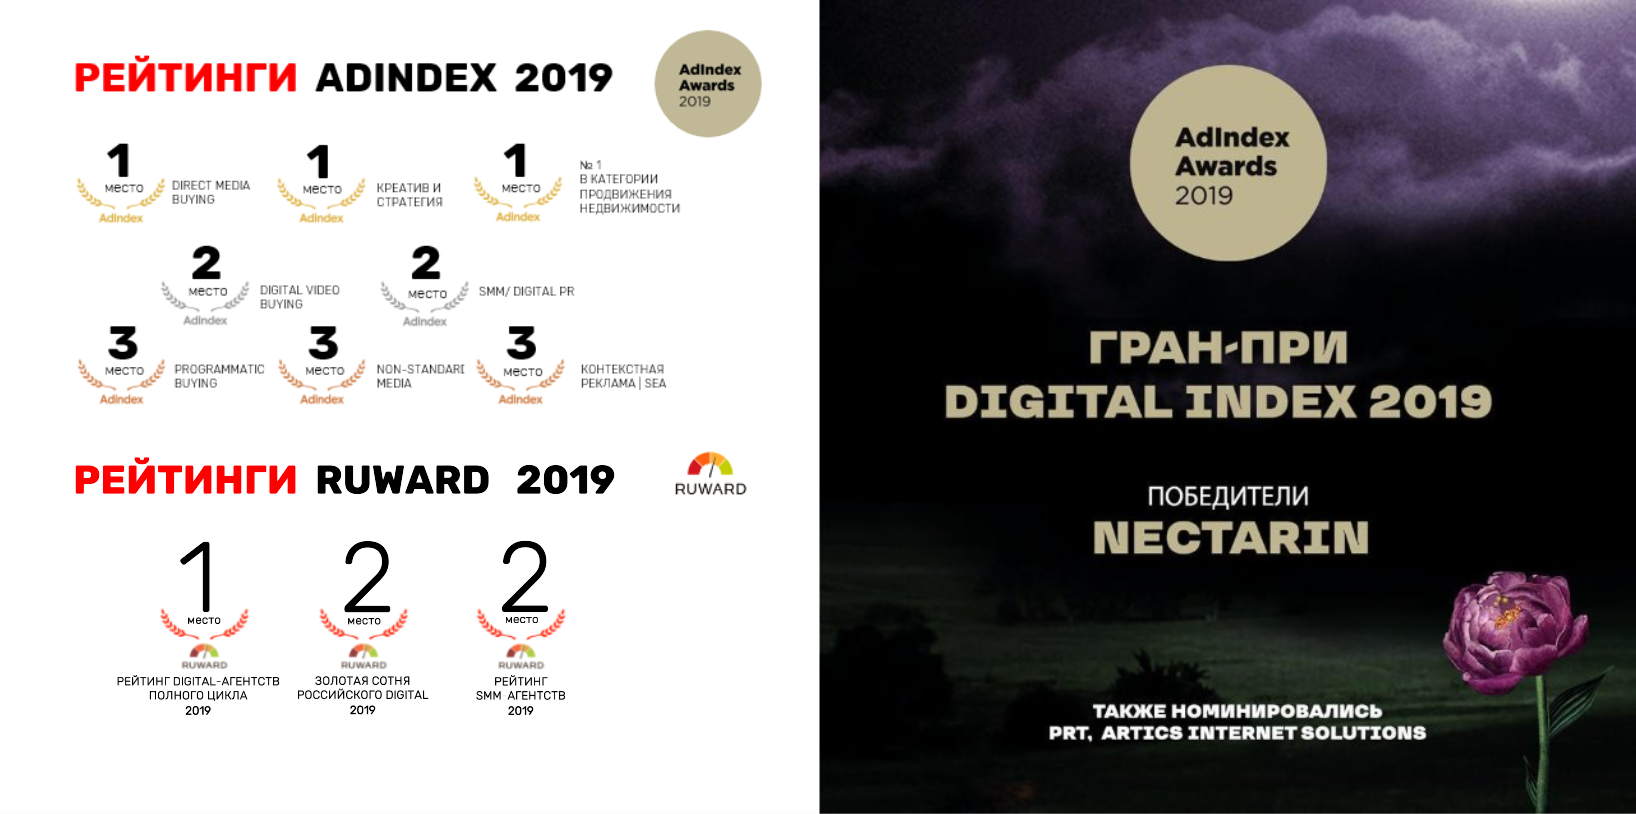 РЕЙТИНГИ ADINDEX 2019
AdIndex
Awards
2019
1
место
AdIndex
DIRECT MEDIA
BUYING
1
место
AdIndex
КРЕАТИВ И
СТРАТЕГИЯ
1
место
AdIndex
№ 1
В КАТЕГОРИИ
ПРОДВИЖЕНИЯ
НЕДВИЖИМОСТИ
2
место
AdIndex
DIGITAL VIDEO
BUYING
2
место
AdIndex
SMM/ DIGITAL PR
3
место
AdIndex
PROGRAMMATIC
BUYING
3
место
AdIndex
NON-STANDARD
MEDIA
3
место
AdIndex
КОНТЕКСТНАЯ
РЕКЛАМА | SEA
РЕЙТИНГИ RUWARD 2019
RUWARD
1
место
RUWARD
РЕЙТИНГ DIGITAL-АГЕНТСТВ
ПОЛНОГО ЦИКЛА
2019
2
место
RUWARD
ЗОЛОТАЯ СОТНЯ
РОССИЙСКОГО DIGITAL
2019
2
место
RUWARD
РЕЙТИНГ
SMM АГЕНТСТВ
2019
AdIndex
Awards
2019
ГРАН-ПРИ
DIGITAL INDEX 2019
ПОБЕДИТЕЛИ
NECTARIN
ТАКЖЕ НОМИНИРОВАЛИСЬ
PRT, ARTICS INTERNET SOLUTIONS